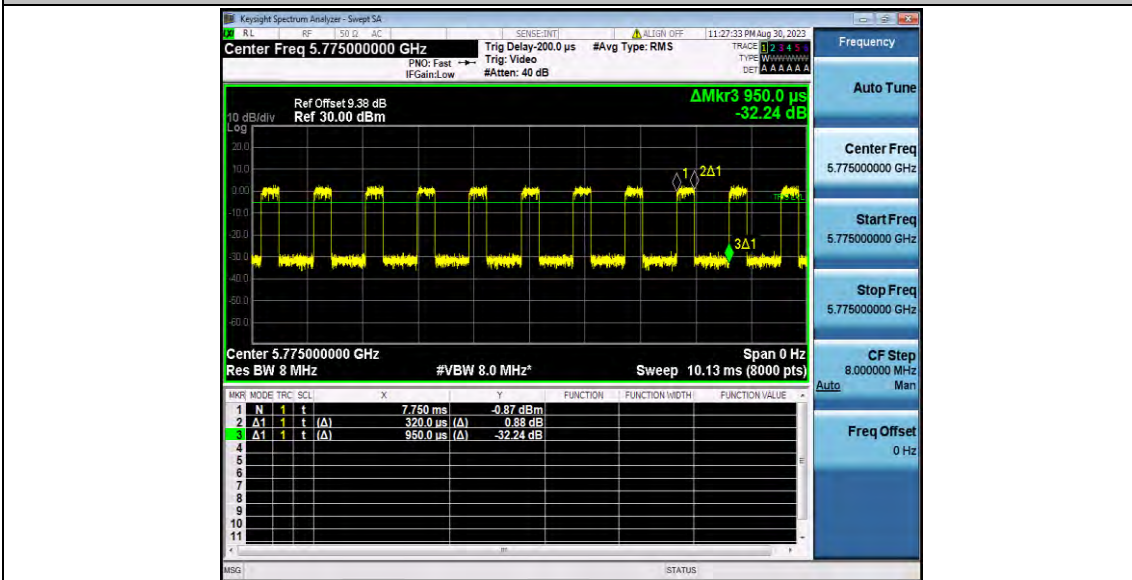 Keysight Spectrum Analyzer - Swept SA
RL RF 50 Ω AC SENSE:INT ALIGN OFF 11:27:33 PM Aug 30, 2023
Center Freq 5.775000000 GHz
PNO: Fast
IFGain:Low
Trig Delay-200.0 µs
Trig: Video
#Atten: 40 dB
#Avg Type: RMS
TRACE 1 2 3 4 5 6
TYPE WWWWWW
DET A A A A A A
Frequency
Auto Tune
Center Freq
5.775000000 GHz
Start Freq
5.775000000 GHz
Stop Freq
5.775000000 GHz
CF Step
8.000000 MHz
Auto Man
Freq Offset
0 Hz
ΔMkr3 950.0 µs
-32.24 dB
Ref Offset 9.38 dB
10 dB/div Ref 30.00 dBm
Log
20.0
10.0
0.00
-10.0
-20.0
-30.0
-40.0
-50.0
-60.0
1
2Δ1
3Δ1
Center 5.775000000 GHz Span 0 Hz
Res BW 8 MHz #VBW 8.0 MHz* Sweep 10.13 ms (8000 pts)
MKR MODE TRC SCL X Y FUNCTION FUNCTION WIDTH FUNCTION VALUE
1 N 1 t 7.750 ms -0.87 dBm
2 Δ1 1 t (Δ) 320.0 µs (Δ) 0.88 dB
3 Δ1 1 t (Δ) 950.0 µs (Δ) -32.24 dB
4
5
6
7
8
9
10
11
MSG STATUS